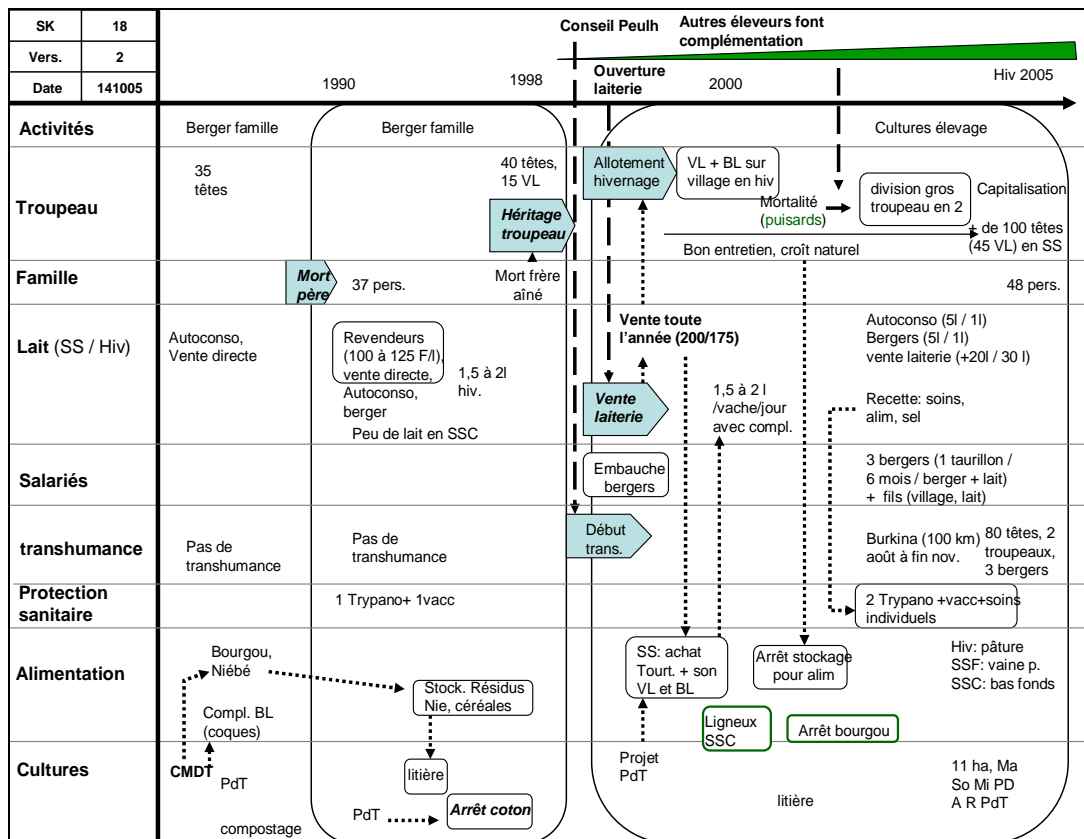 SK 18
Vers. 2
Date 141005
Conseil Peulh
Autres éleveurs font
complémentation
1990
1998
Ouverture
laiterie
2000
Hiv 2005
Activités
Berger famille
Berger famille
Cultures élevage
Troupeau
35
têtes
40 têtes,
15 VL
Héritage
troupeau
Allotement
hivernage
VL + BL sur
village en hiv
Mortalité
(puisards)
division gros
troupeau en 2
Capitalisation
+ de 100 têtes
(45 VL) en SS
Bon entretien, croît naturel
Famille
Mort
père
37 pers.
Mort frère
aîné
48 pers.
Lait (SS / Hiv)
Autoconso,
Vente directe
Revendeurs
(100 à 125 F/l),
vente directe,
Autoconso,
berger
1,5 à 2l
hiv.
Peu de lait en SSC
Vente toute
l'année (200/175)
Vente
laiterie
1,5 à 2 l
/vache/jour
avec compl.
Autoconso (5l / 1l)
Bergers (5l / 1l)
vente laiterie (+20l / 30 l)
Recette: soins,
alim, sel
Salariés
Embauche
bergers
3 bergers (1 taurillon /
6 mois / berger + lait)
+ fils (village, lait)
transhumance
Pas de
transhumance
Pas de
transhumance
Début
trans.
Burkina (100 km)
août à fin nov.
80 têtes, 2
troupeaux,
3 bergers
Protection
sanitaire
1 Trypano+ 1vacc
2 Trypano +vacc+soins
individuels
Alimentation
Bourgou,
Niébé
Compl. BL
(coques)
Stock. Résidus
Nie, céréales
SS: achat
Tourt. + son
VL et BL
Arrêt stockage
pour alim
Hiv: pâture
SSF: vaine p.
SSC: bas fonds
Ligneux
SSC
Arrêt bourgou
Cultures
CMDT
PdT
compostage
litière
PdT
Arrêt coton
Projet
PdT
litière
11 ha, Ma
So Mi PD
A R PdT